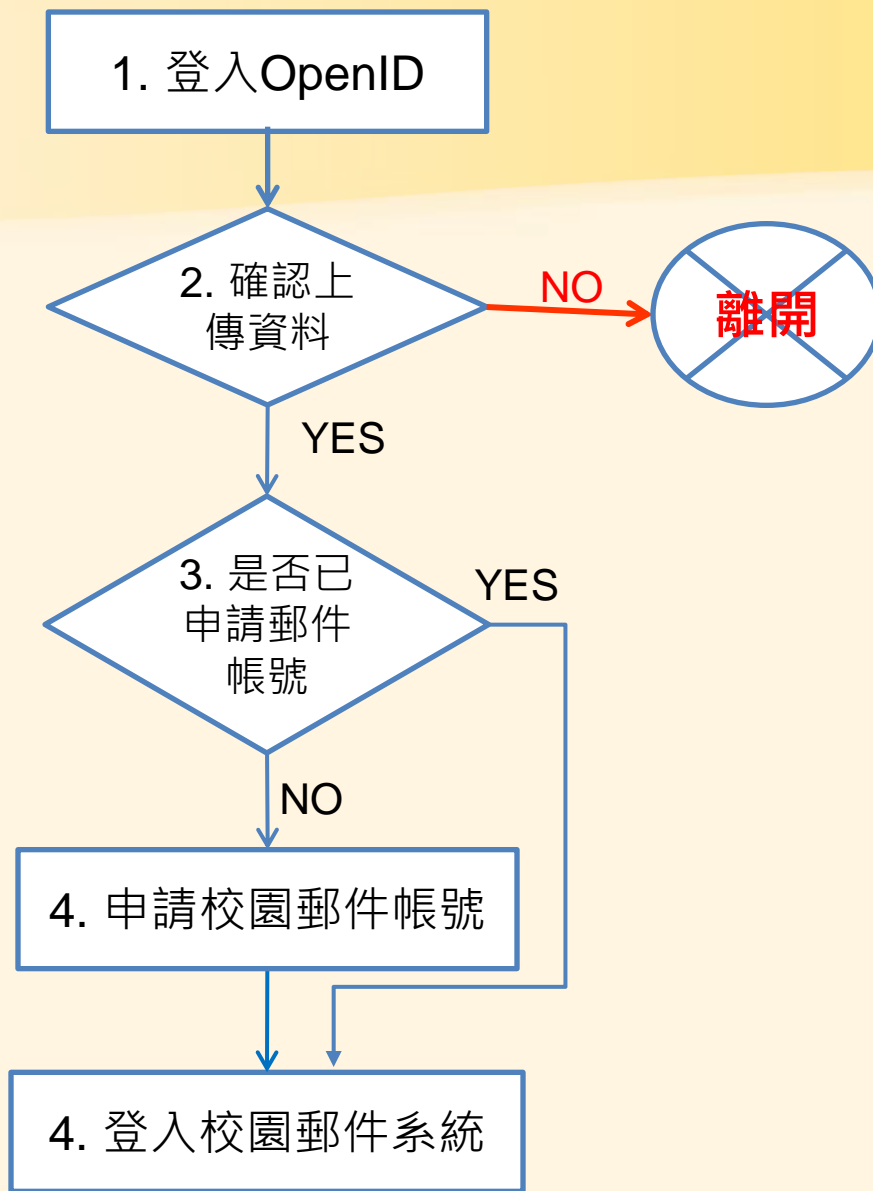 1. 登入OpenID
2. 確認上
傳資料
NO
離開
YES
3. 是否已
申請郵件
帳號
YES
NO
4. 申請校園郵件帳號
4. 登入校園郵件系統